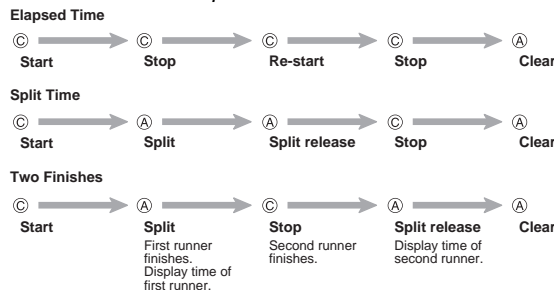 Elapsed Time
Ⓒ Ⓒ Ⓒ Ⓒ Ⓐ
Start Stop Re-start Stop Clear
Split Time
Ⓒ Ⓐ Ⓐ Ⓒ Ⓐ
Start Split Split release Stop Clear
Two Finishes
Ⓒ Ⓐ Ⓒ Ⓐ Ⓐ
Start Split Stop Split release Clear
First runner Second runner Display time of
finishes. finishes. second runner.
Display time of
first runner.